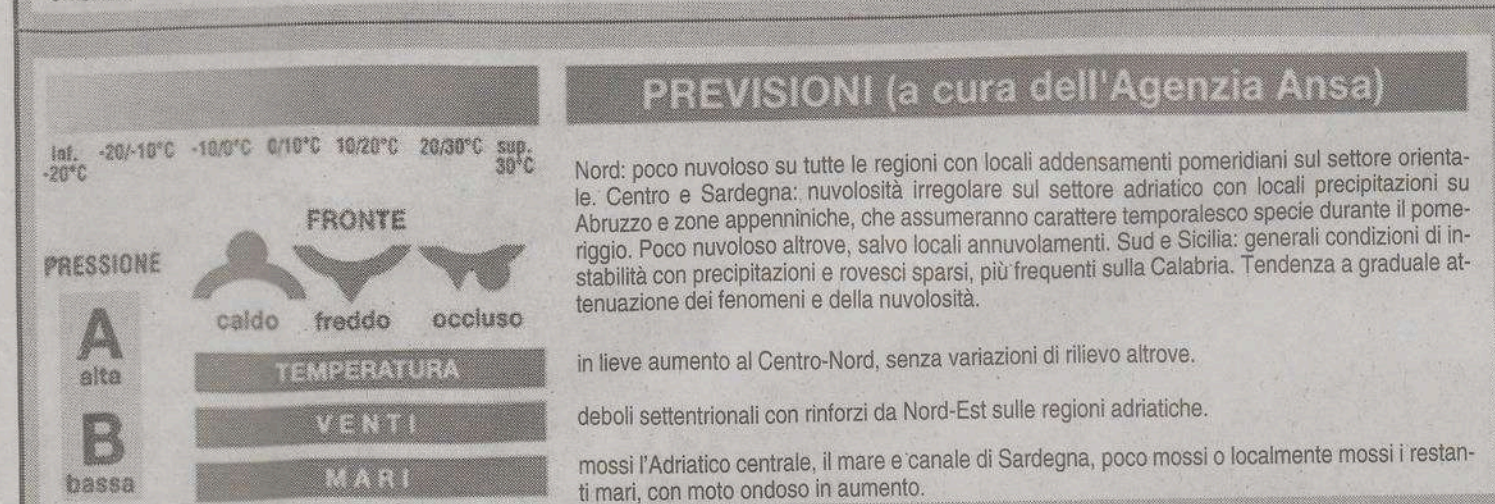 PREVISIONI (a cura dell'Agenzia Ansa)
Inf. -20°C -20/-10°C -10/0°C 0/10°C 10/20°C 20/30°C sup. 30°C
Nord: poco nuvoloso su tutte le regioni con locali addensamenti pomeridiani sul settore orienta-
le. Centro e Sardegna: nuvolosità irregolare sul settore adriatico con locali precipitazioni su
Abruzzo e zone appenniniche, che assumeranno carattere temporalesco specie durante il pome-
riggio. Poco nuvoloso altrove, salvo locali annuvolamenti. Sud e Sicilia: generali condizioni di in-
stabilità con precipitazioni e rovesci sparsi, più frequenti sulla Calabria. Tendenza a graduale at-
tenuazione dei fenomeni e della nuvolosità.
FRONTE
caldo freddo occluso
PRESSIONE
A
alta
B
bassa
TEMPERATURA
in lieve aumento al Centro-Nord, senza variazioni di rilievo altrove.
VENTI
deboli settentrionali con rinforzi da Nord-Est sulle regioni adriatiche.
MARI
mossi l'Adriatico centrale, il mare e canale di Sardegna, poco mossi o localmente mossi i restan-
ti mari, con moto ondoso in aumento.